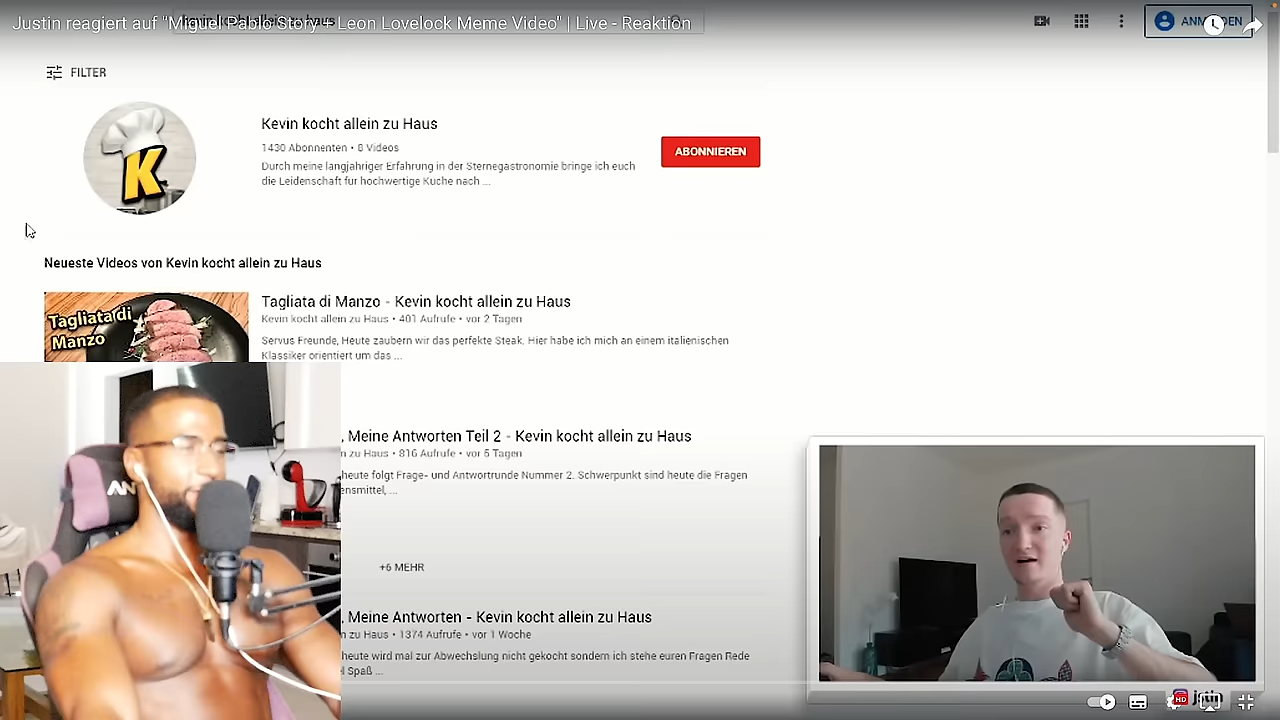 Justin reagiert auf "Miguel Pablo Story - Leon Lovelock Meme Video" | Live - Reaktion
FILTER
Kevin kocht allein zu Haus
1430 Abonnenten • 8 Videos
Durch meine langjähriger Erfahrung in der Sternegastronomie bringe ich euch
die Leidenschaft für hochwertige Küche nach ...
ABONNIEREN
K
Neueste Videos von Kevin kocht allein zu Haus
Tagliata di
Manzo
Tagliata di Manzo - Kevin kocht allein zu Haus
Kevin kocht allein zu Haus • 401 Aufrufe • vor 2 Tagen
Servus Freunde, Heute zaubern wir das perfekte Steak. Hier habe ich mich an einem italienischen
Klassiker orientiert um das ...
, Meine Antworten Teil 2 - Kevin kocht allein zu Haus
n zu Haus • 816 Aufrufe • vor 6 Tagen
heute folgt Frage- und Antwortrunde Nummer 2. Schwerpunkt sind heute die Fragen
ensmittel, ...
+6 MEHR
, Meine Antworten - Kevin kocht allein zu Haus
n zu Haus • 1374 Aufrufe • vor 1 Woche
heute wird mal zur Abwechslung nicht gekocht sondern ich stehe euren Fragen Rede
l Spaß ...
AN
HD